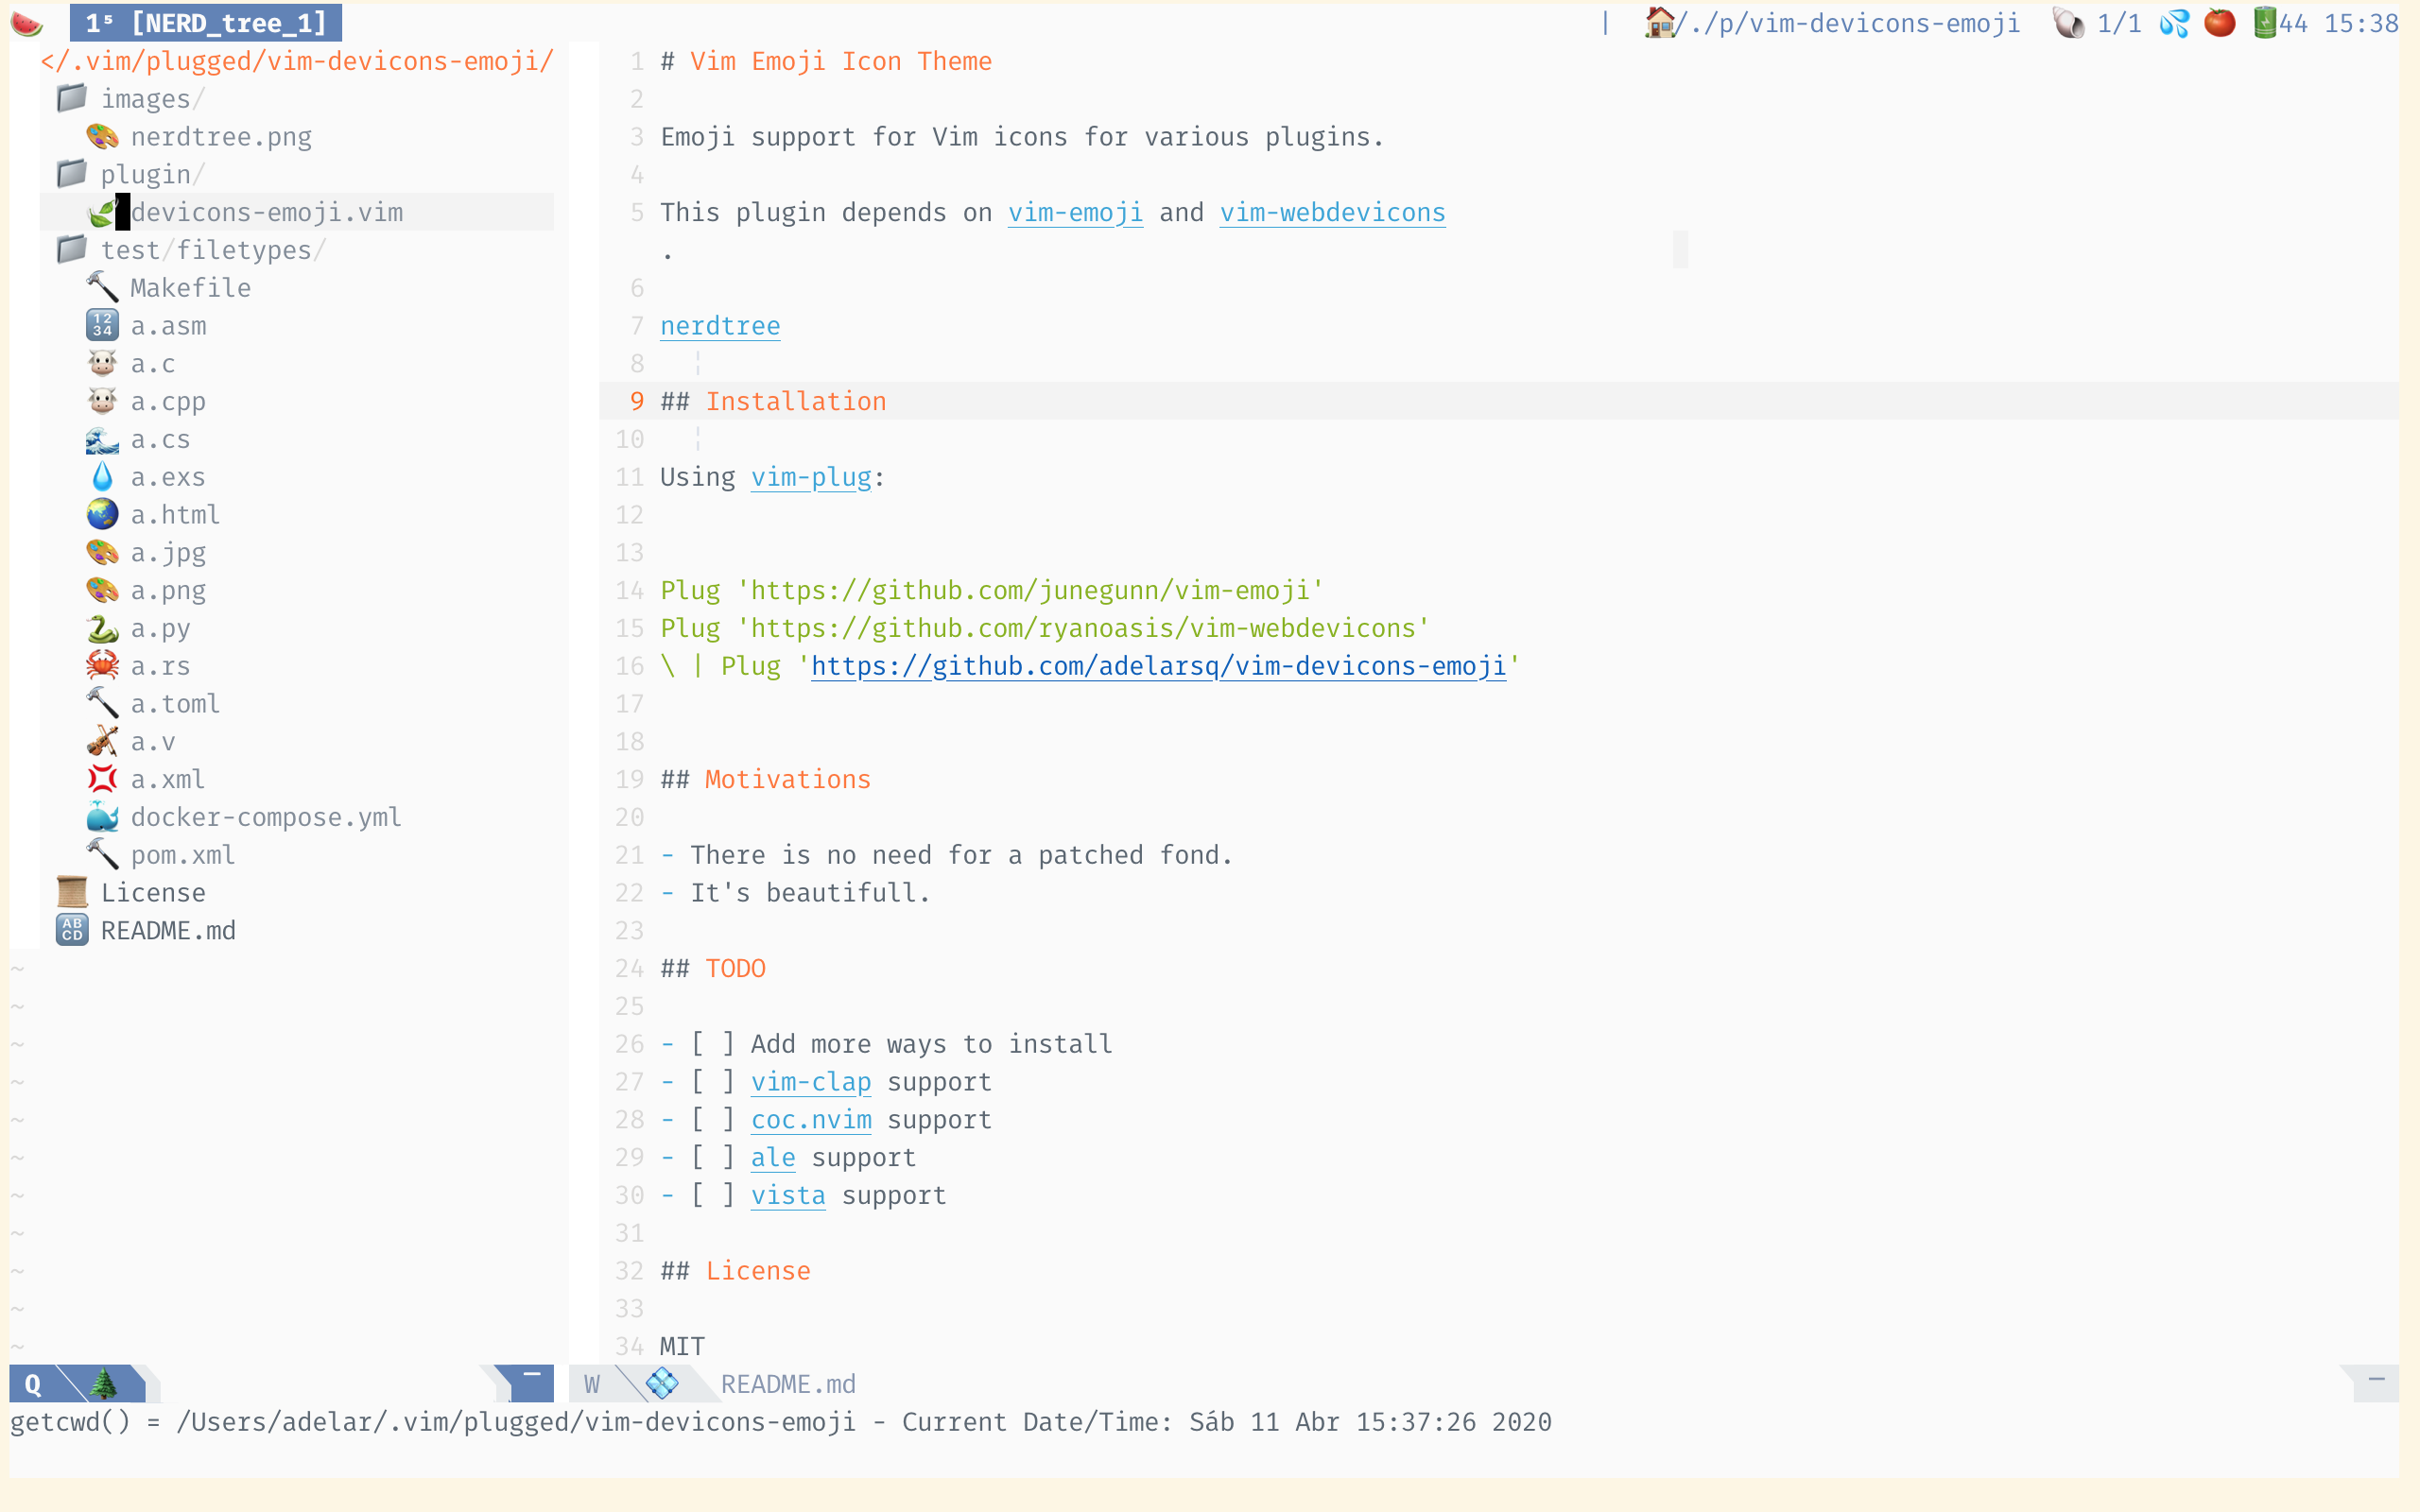 1⁵ [NERD_tree_1]
| /./p/vim-devicons-emoji 1/1 44 15:38
</.vim/plugged/vim-devicons-emoji/
images/
nerdtree.png
plugin/
devicons-emoji.vim
test/filetypes/
Makefile
a.asm
a.c
a.cpp
a.cs
a.exs
a.html
a.jpg
a.png
a.py
a.rs
a.toml
a.v
a.xml
docker-compose.yml
pom.xml
License
README.md
~
~
~
~
~
~
~
~
~
~
~
1 # Vim Emoji Icon Theme
2
3 Emoji support for Vim icons for various plugins.
4
5 This plugin depends on vim-emoji and vim-webdevicons
.
6
7 nerdtree
8 ¦
9 ## Installation
10 ¦
11 Using vim-plug:
12
13
14 Plug 'https://github.com/junegunn/vim-emoji'
15 Plug 'https://github.com/ryanoasis/vim-webdevicons'
16 \ | Plug 'https://github.com/adelarsq/vim-devicons-emoji'
17
18
19 ## Motivations
20
21 - There is no need for a patched fond.
22 - It's beautifull.
23
24 ## TODO
25
26 - [ ] Add more ways to install
27 - [ ] vim-clap support
28 - [ ] coc.nvim support
29 - [ ] ale support
30 - [ ] vista support
31
32 ## License
33
34 MIT
Q
W README.md
getcwd() = /Users/adelar/.vim/plugged/vim-devicons-emoji - Current Date/Time: Sáb 11 Abr 15:37:26 2020